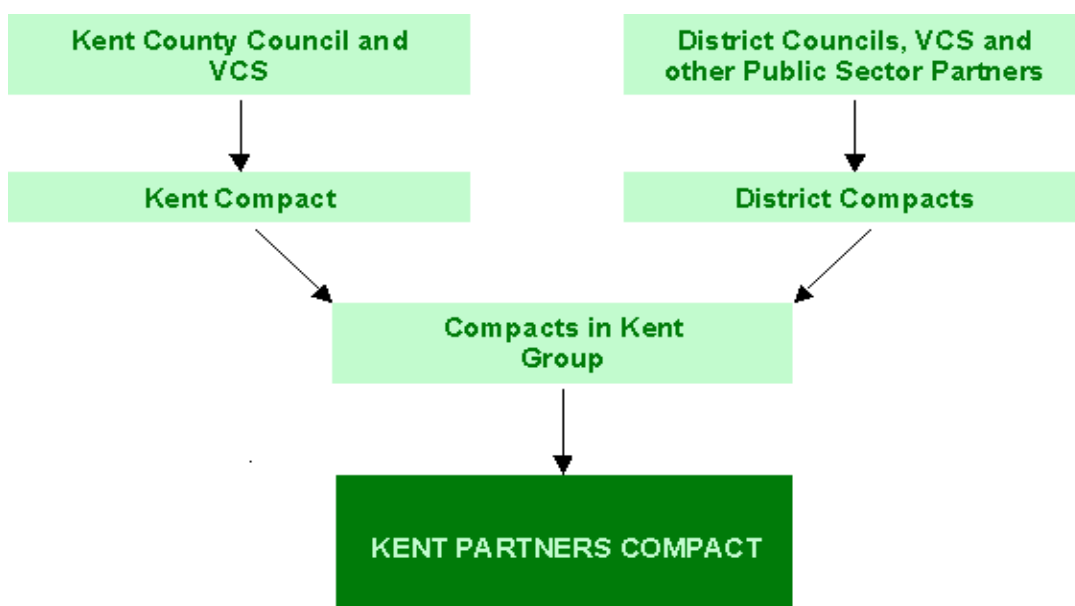 Kent County Council and
VCS
District Councils, VCS and
other Public Sector Partners
Kent Compact
District Compacts
Compacts in Kent
Group
KENT PARTNERS COMPACT